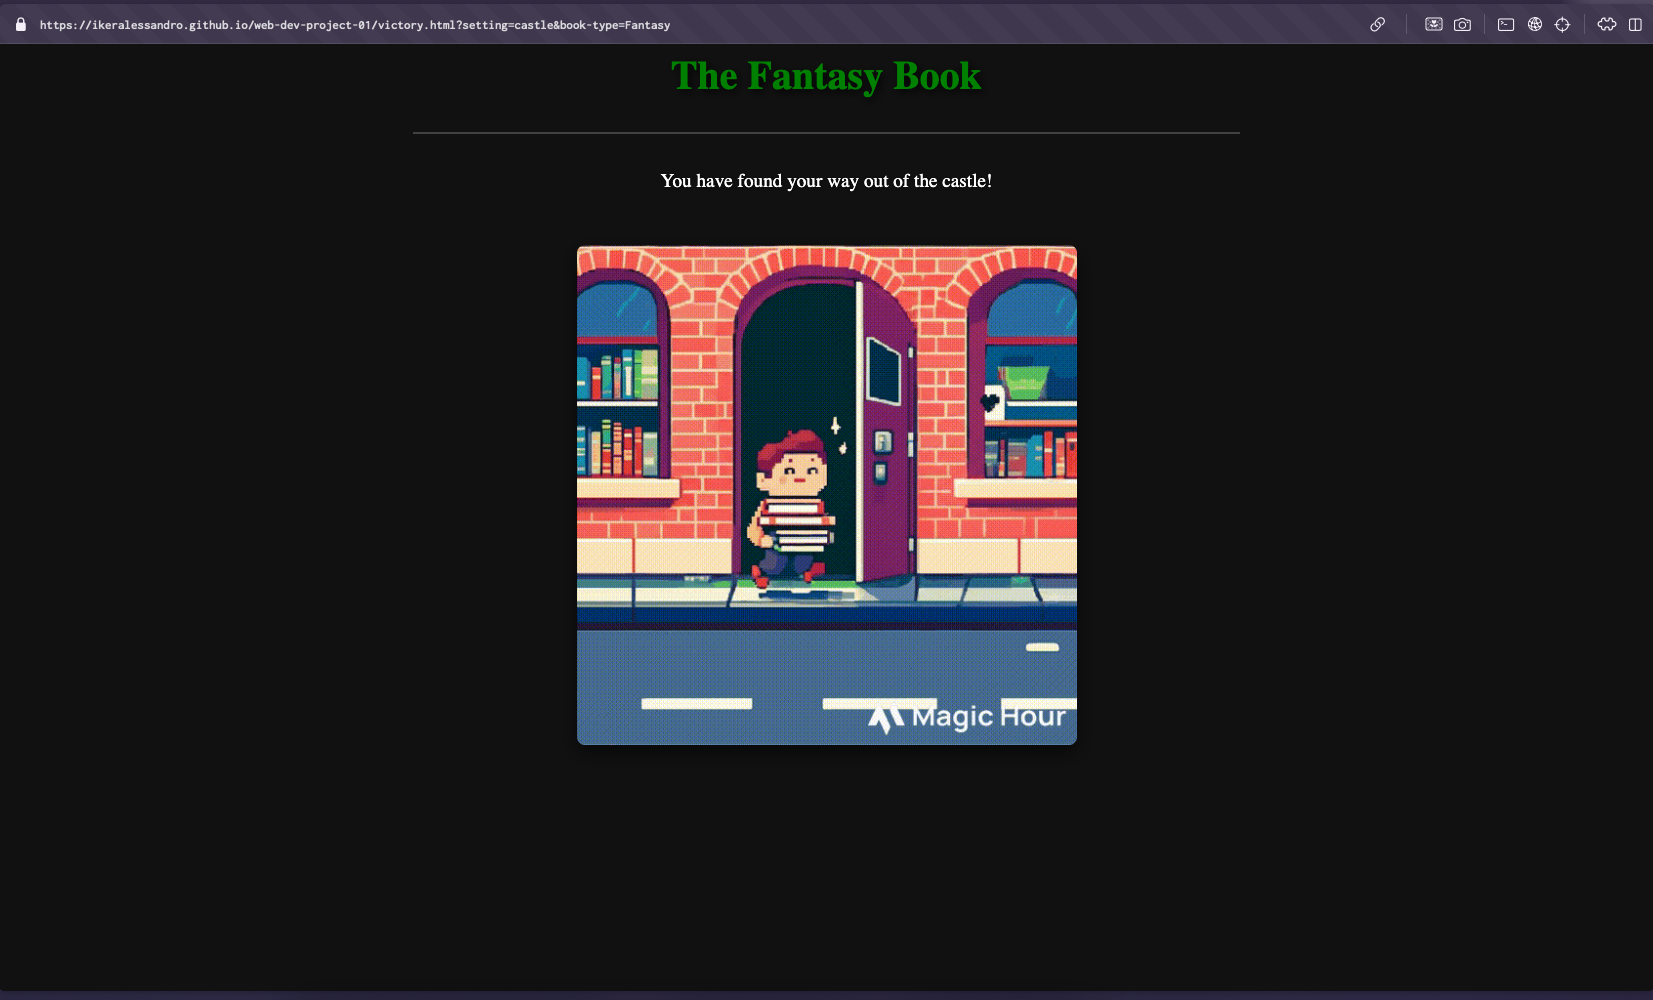 https://ikeralessandro.github.io/web-dev-project-01/victory.html?setting=castle&book-type=Fantasy
The Fantasy Book
You have found your way out of the castle!
Magic Hour